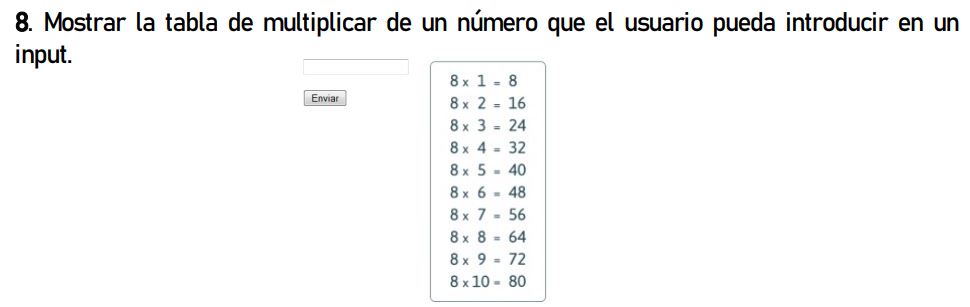 8. Mostrar la tabla de multiplicar de un número que el usuario pueda introducir en un
input.
Enviar
8 x 1 = 8
8 x 2 = 16
8 x 3 = 24
8 x 4 = 32
8 x 5 = 40
8 x 6 = 48
8 x 7 = 56
8 x 8 = 64
8 x 9 = 72
8 x 10 = 80